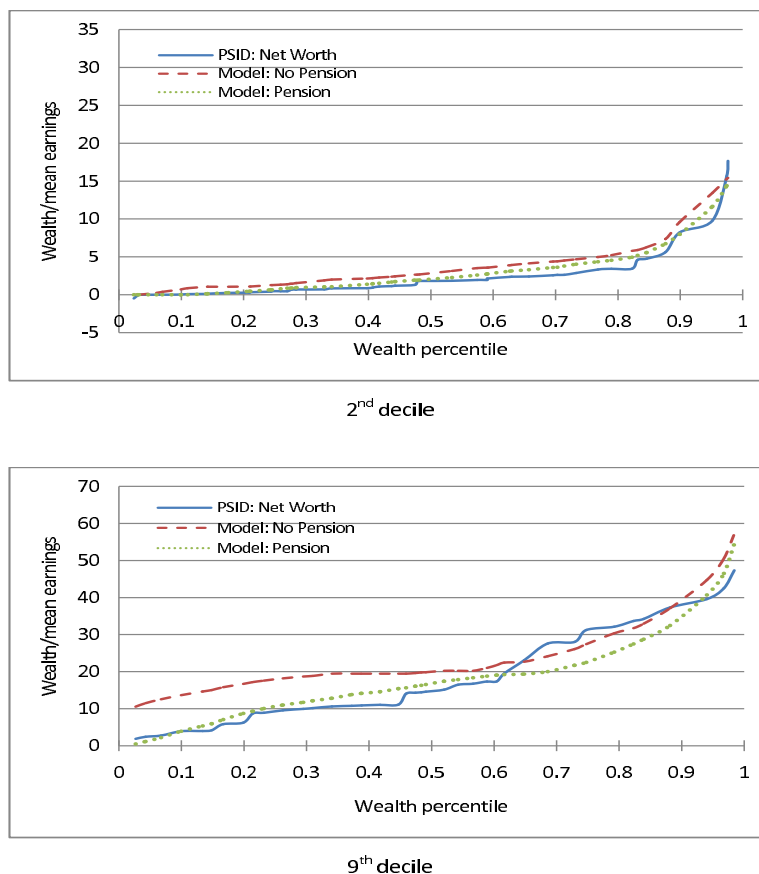 35
30
25
20
15
10
5
0
-5
Wealth/mean earnings
PSID: Net Worth
Model: No Pension
Model: Pension
0 0.1 0.2 0.3 0.4 0.5 0.6 0.7 0.8 0.9 1
Wealth percentile
2nd decile
70
60
50
40
30
20
10
0
Wealth/mean earnings
PSID: Net Worth
Model: No Pension
Model: Pension
0 0.1 0.2 0.3 0.4 0.5 0.6 0.7 0.8 0.9 1
Wealth percentile
9th decile